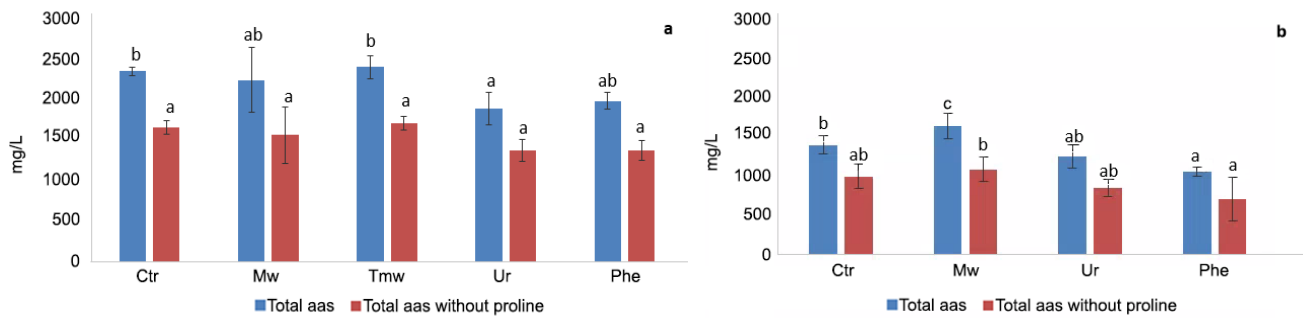 3000
2500
2000
1500
1000
500
0
mg/L
a
b
a
ab
a
b
a
a
a
ab
a
Ctr
Mw
Tmw
Ur
Phe
Total aas
Total aas without proline
3000
2500
2000
1500
1000
500
0
mg/L
b
b
ab
c
b
ab
ab
a
a
Ctr
Mw
Ur
Phe
Total aas
Total aas without proline